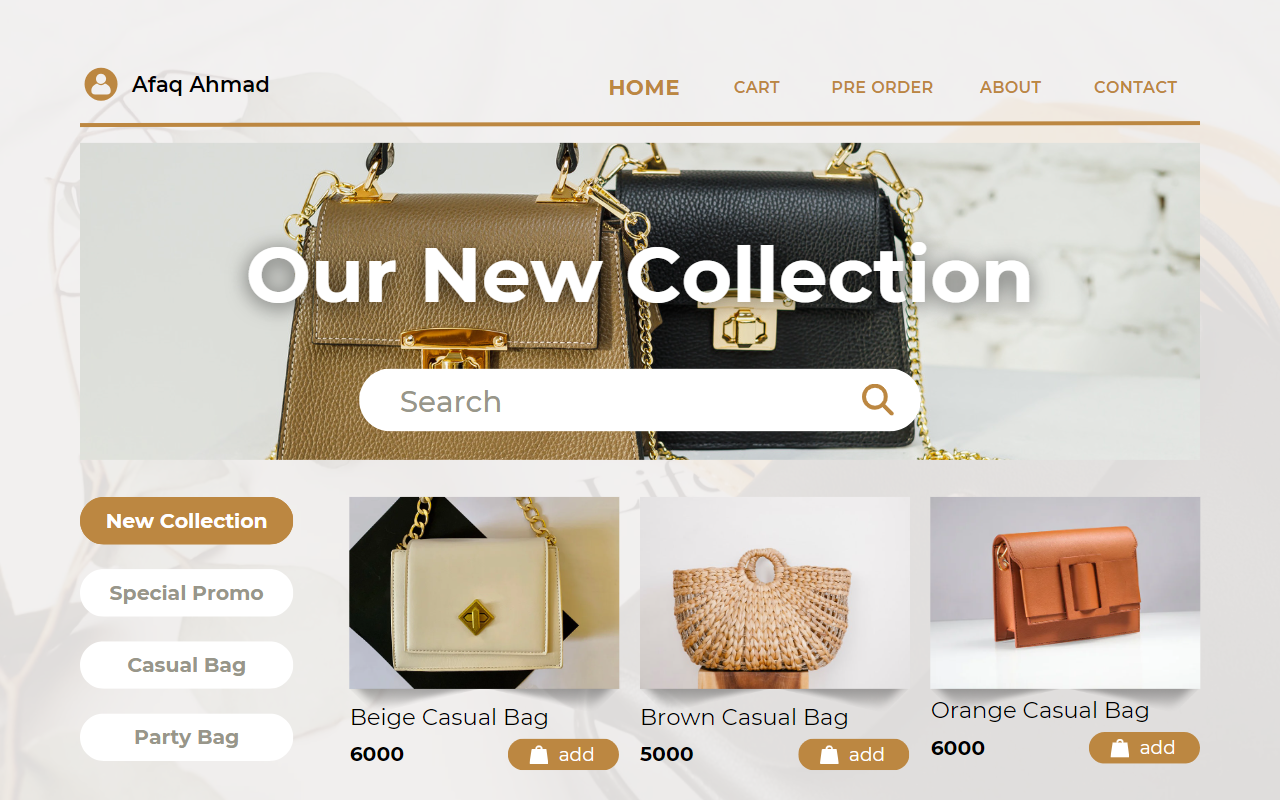 Afaq Ahmad
HOME CART PRE ORDER ABOUT CONTACT
Our New Collection
Search
New Collection
Special Promo
Casual Bag
Party Bag
Beige Casual Bag
6000 add
Brown Casual Bag
5000 add
Orange Casual Bag
6000 add